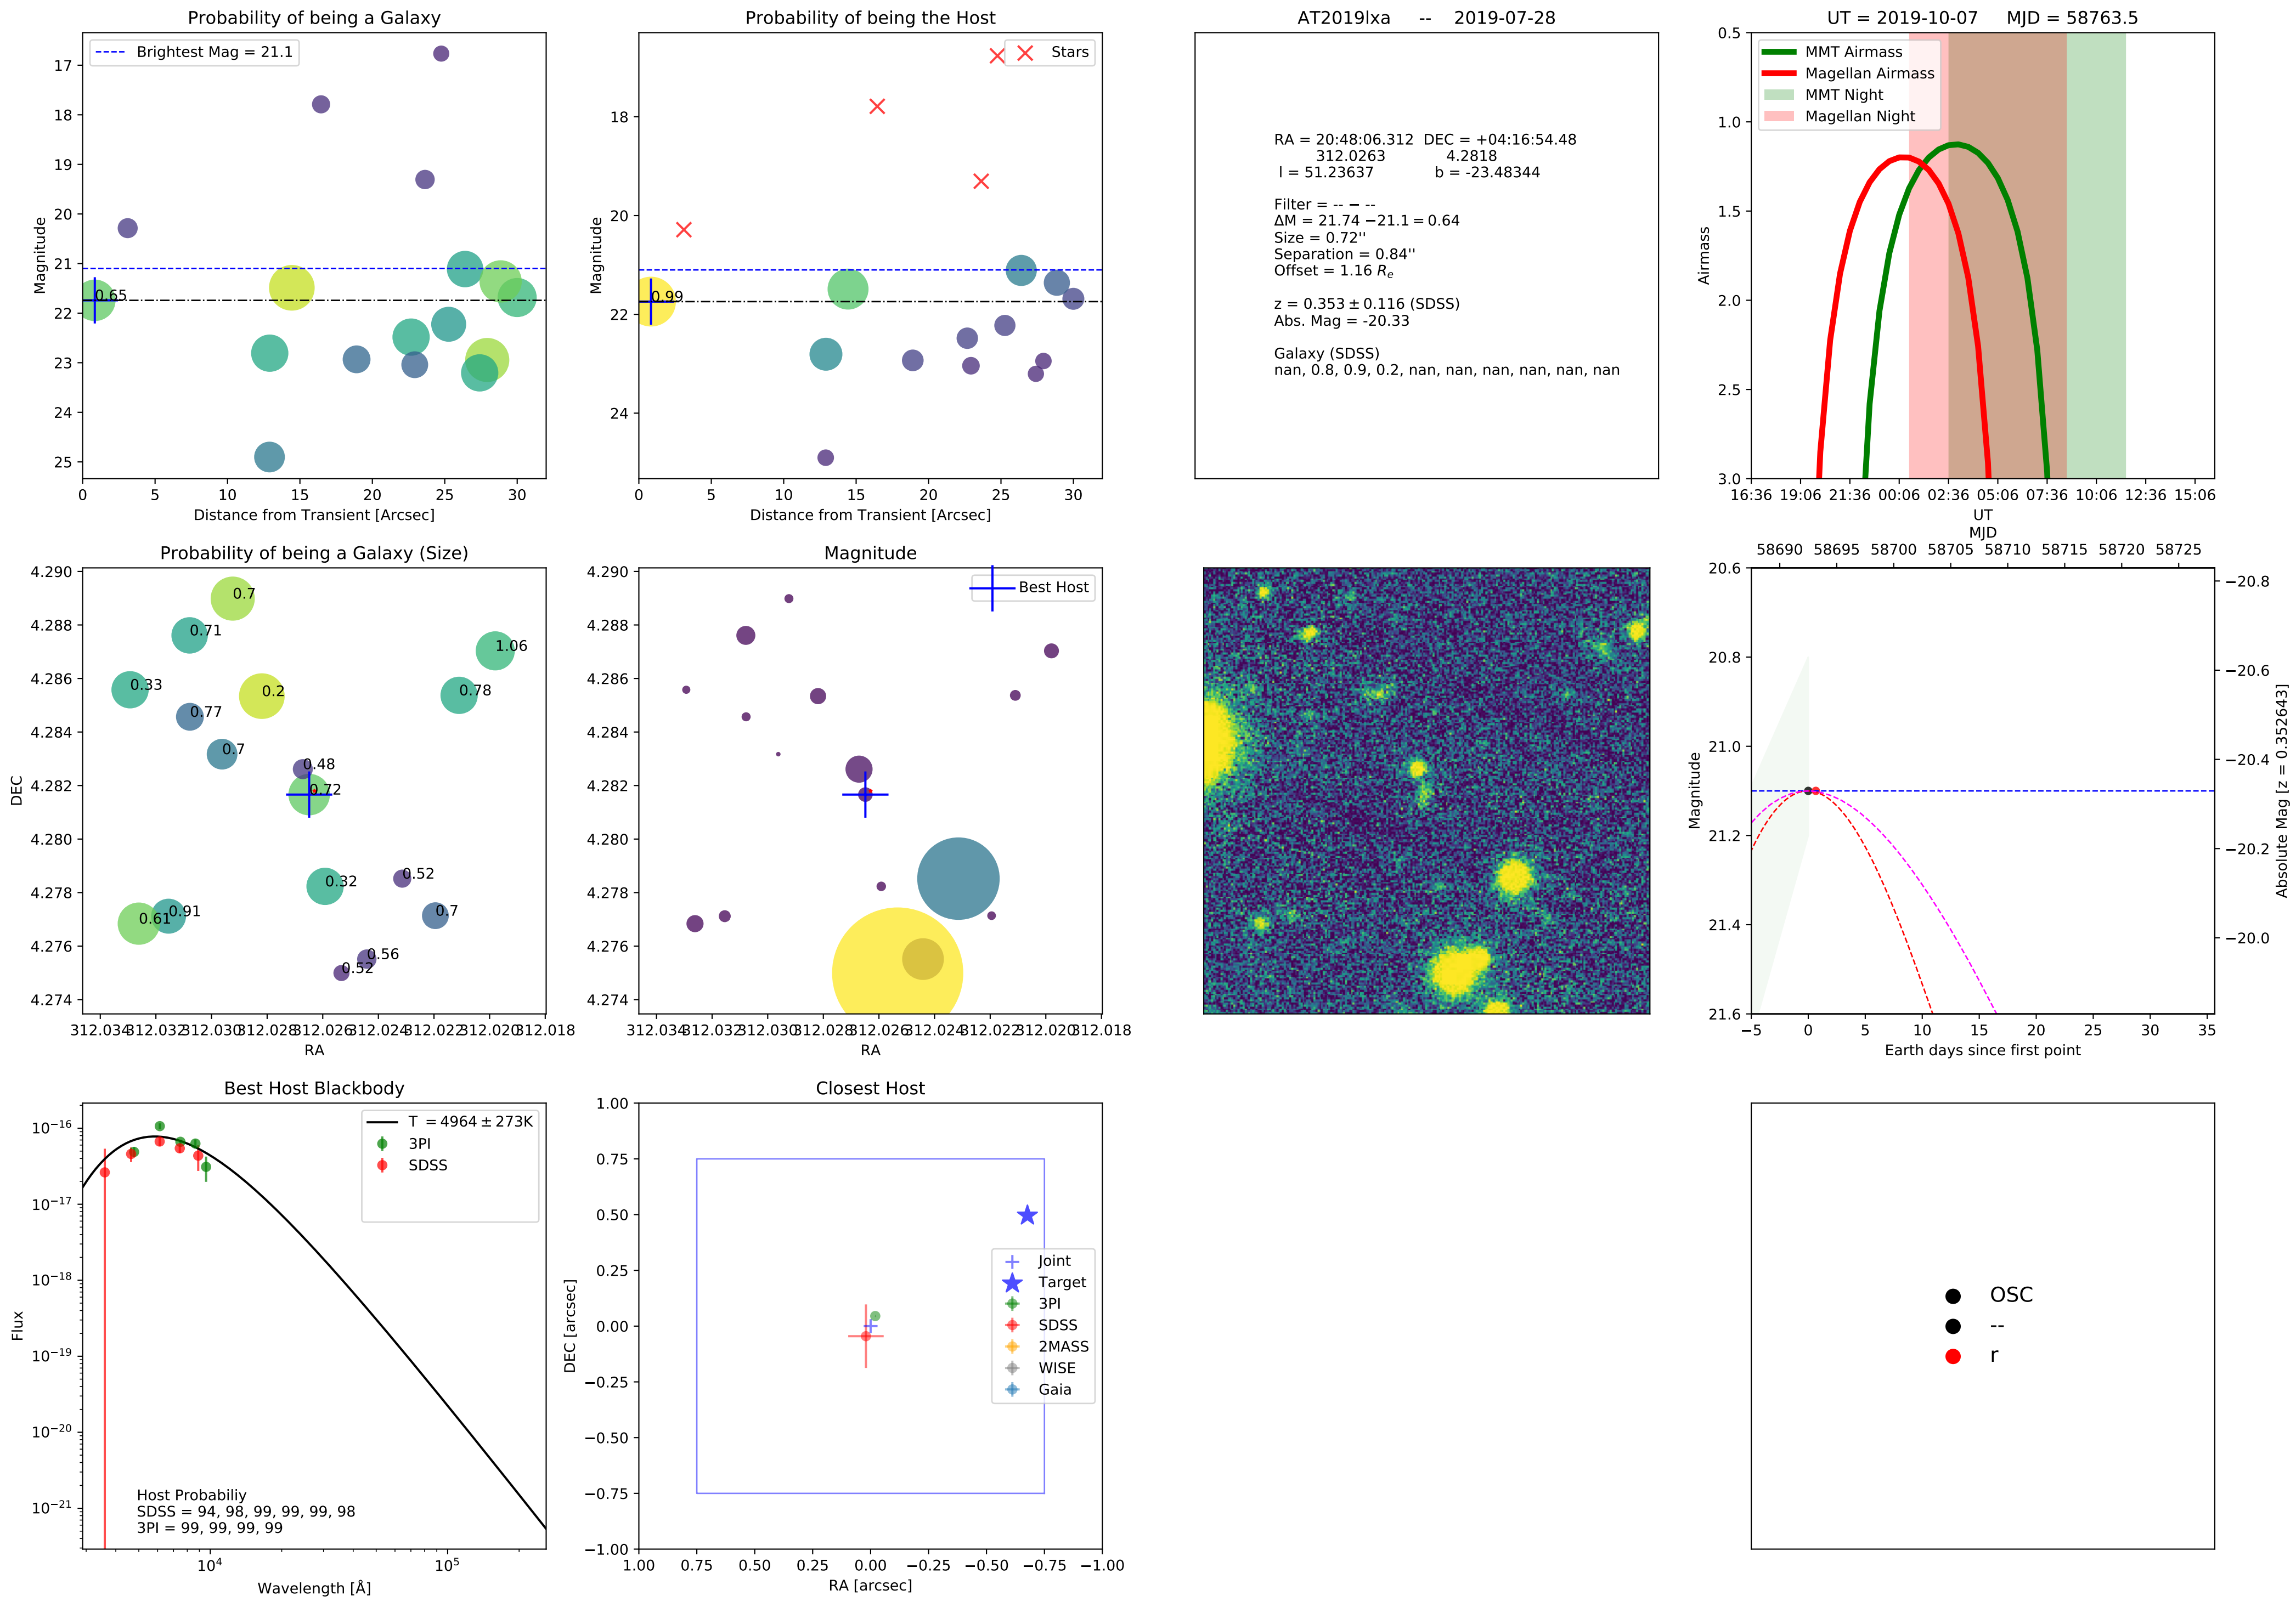 Probability of being a Galaxy
Brightest Mag = 21.1
0.65
17
18
19
20
21
22
23
24
25
Magnitude
0 5 10 15 20 25 30
Distance from Transient [Arcsec]
Probability of being the Host
Stars
0.99
18
20
22
24
Magnitude
0 5 10 15 20 25 30
Distance from Transient [Arcsec]
AT2019lxa -- 2019-07-28
RA = 20:48:06.312 DEC = +04:16:54.48
312.0263 4.2818
l = 51.23637 b = -23.48344
Filter = -- − --
ΔM = 21.74 −21.1 = 0.64
Size = 0.72''
Separation = 0.84''
Offset = 1.16 Re
z = 0.353 ± 0.116 (SDSS)
Abs. Mag = -20.33
Galaxy (SDSS)
nan, 0.8, 0.9, 0.2, nan, nan, nan, nan, nan, nan
UT = 2019-10-07 MJD = 58763.5
MMT Airmass
Magellan Airmass
MMT Night
Magellan Night
0.5
1.0
1.5
2.0
2.5
3.0
Airmass
16:36 19:06 21:36 00:06 02:36 05:06 07:36 10:06 12:36 15:06
UT
Probability of being a Galaxy (Size)
0.7
0.71
1.06
0.33
0.2
0.78
0.77
0.7
0.48
0.72
0.52
0.32
0.61
0.91
0.7
0.56
0.52
4.290
4.288
4.286
4.284
4.282
4.280
4.278
4.276
4.274
DEC
312.034 312.032 312.030 312.028 312.026 312.024 312.022 312.020 312.018
RA
Magnitude
Best Host
4.290
4.288
4.286
4.284
4.282
4.280
4.278
4.276
4.274
312.034 312.032 312.030 312.028 312.026 312.024 312.022 312.020 312.018
RA
MJD
58690 58695 58700 58705 58710 58715 58720 58725
20.6
20.8
21.0
21.2
21.4
21.6
Magnitude
−20.8
−20.6
−20.4
−20.2
−20.0
Absolute Mag [z = 0.352643]
−5 0 5 10 15 20 25 30 35
Earth days since first point
Best Host Blackbody
T = 4964 ± 273K
3PI
SDSS
10−16
10−17
10−18
10−19
10−20
10−21
Flux
Host Probabiliy
SDSS = 94, 98, 99, 99, 99, 98
3PI = 99, 99, 99, 99
104 105
Wavelength [Å]
Closest Host
Joint
Target
3PI
SDSS
2MASS
WISE
Gaia
1.00
0.75
0.50
0.25
0.00
−0.25
−0.50
−0.75
−1.00
DEC [arcsec]
1.00 0.75 0.50 0.25 0.00 −0.25 −0.50 −0.75 −1.00
RA [arcsec]
OSC
--
r